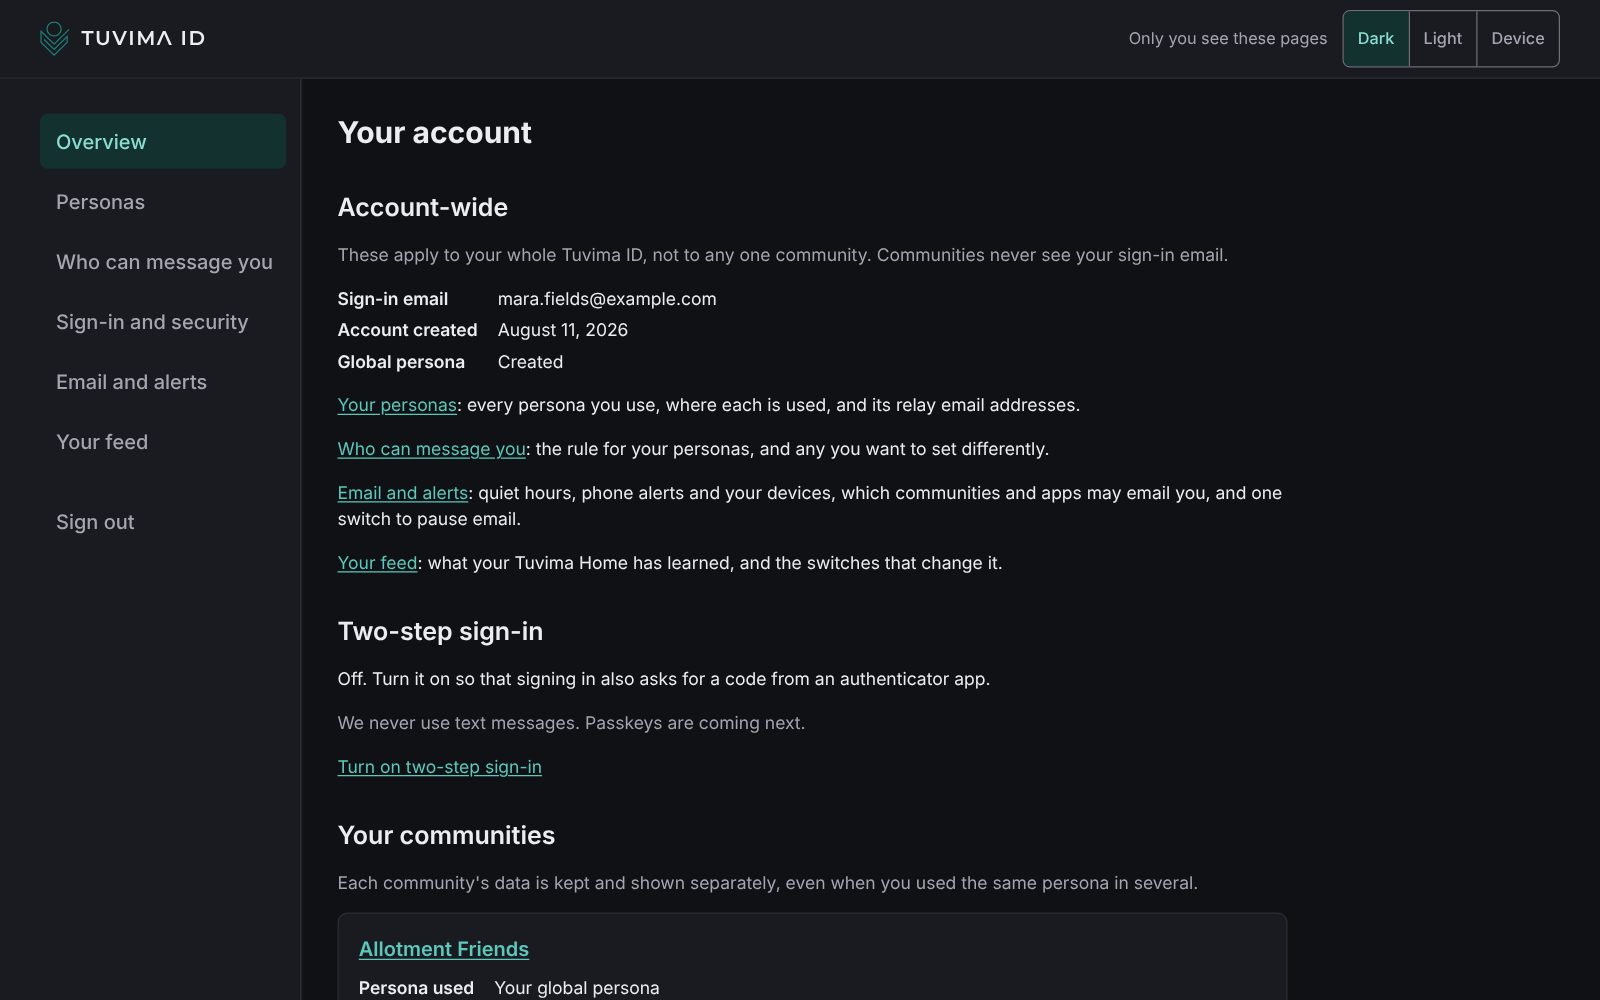 TUVIMA ID
Only you see these pages
Dark
Light
Device
Overview
Personas
Who can message you
Sign-in and security
Email and alerts
Your feed
Sign out
Your account
Account-wide
These apply to your whole Tuvima ID, not to any one community. Communities never see your sign-in email.
Sign-in email mara.fields@example.com
Account created August 11, 2026
Global persona Created
Your personas: every persona you use, where each is used, and its relay email addresses.
Who can message you: the rule for your personas, and any you want to set differently.
Email and alerts: quiet hours, phone alerts and your devices, which communities and apps may email you, and one
switch to pause email.
Your feed: what your Tuvima Home has learned, and the switches that change it.
Two-step sign-in
Off. Turn it on so that signing in also asks for a code from an authenticator app.
We never use text messages. Passkeys are coming next.
Turn on two-step sign-in
Your communities
Each community's data is kept and shown separately, even when you used the same persona in several.
Allotment Friends
Persona used Your global persona